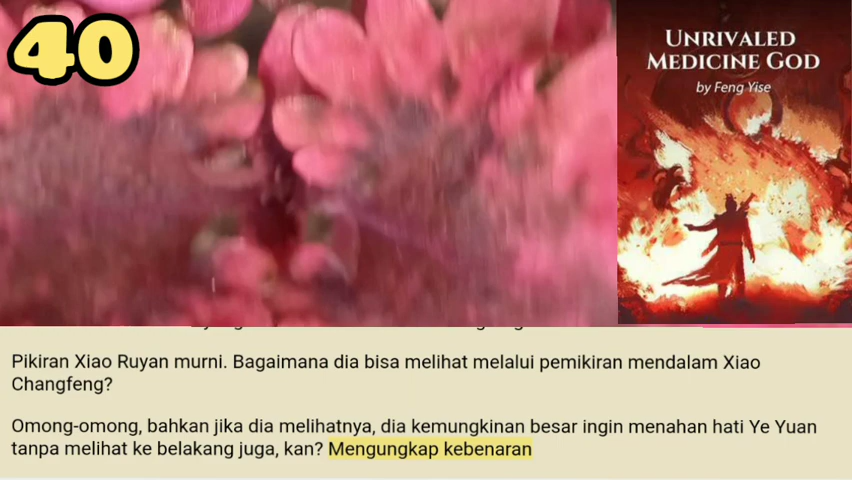 40
UNRIVALED
MEDICINE GOD
by Feng Yise
Pikiran Xiao Ruyan murni. Bagaimana dia bisa melihat melalui pemikiran mendalam Xiao
Changfeng?
Omong-omong, bahkan jika dia melihatnya, dia kemungkinan besar ingin menahan hati Ye Yuan
tanpa melihat ke belakang juga, kan? Mengungkap kebenaran